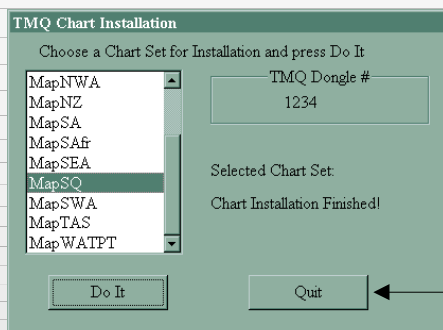 TMQ Chart Installation
Choose a Chart Set for Installation and press Do It
MapNWA
MapNZ
MapSA
MapSAfr
MapSEA
MapSQ
MapSWA
MapTAS
MapWATPT
TMQ Dongle #
1234
Selected Chart Set:
Chart Installation Finished!
Do It
Quit